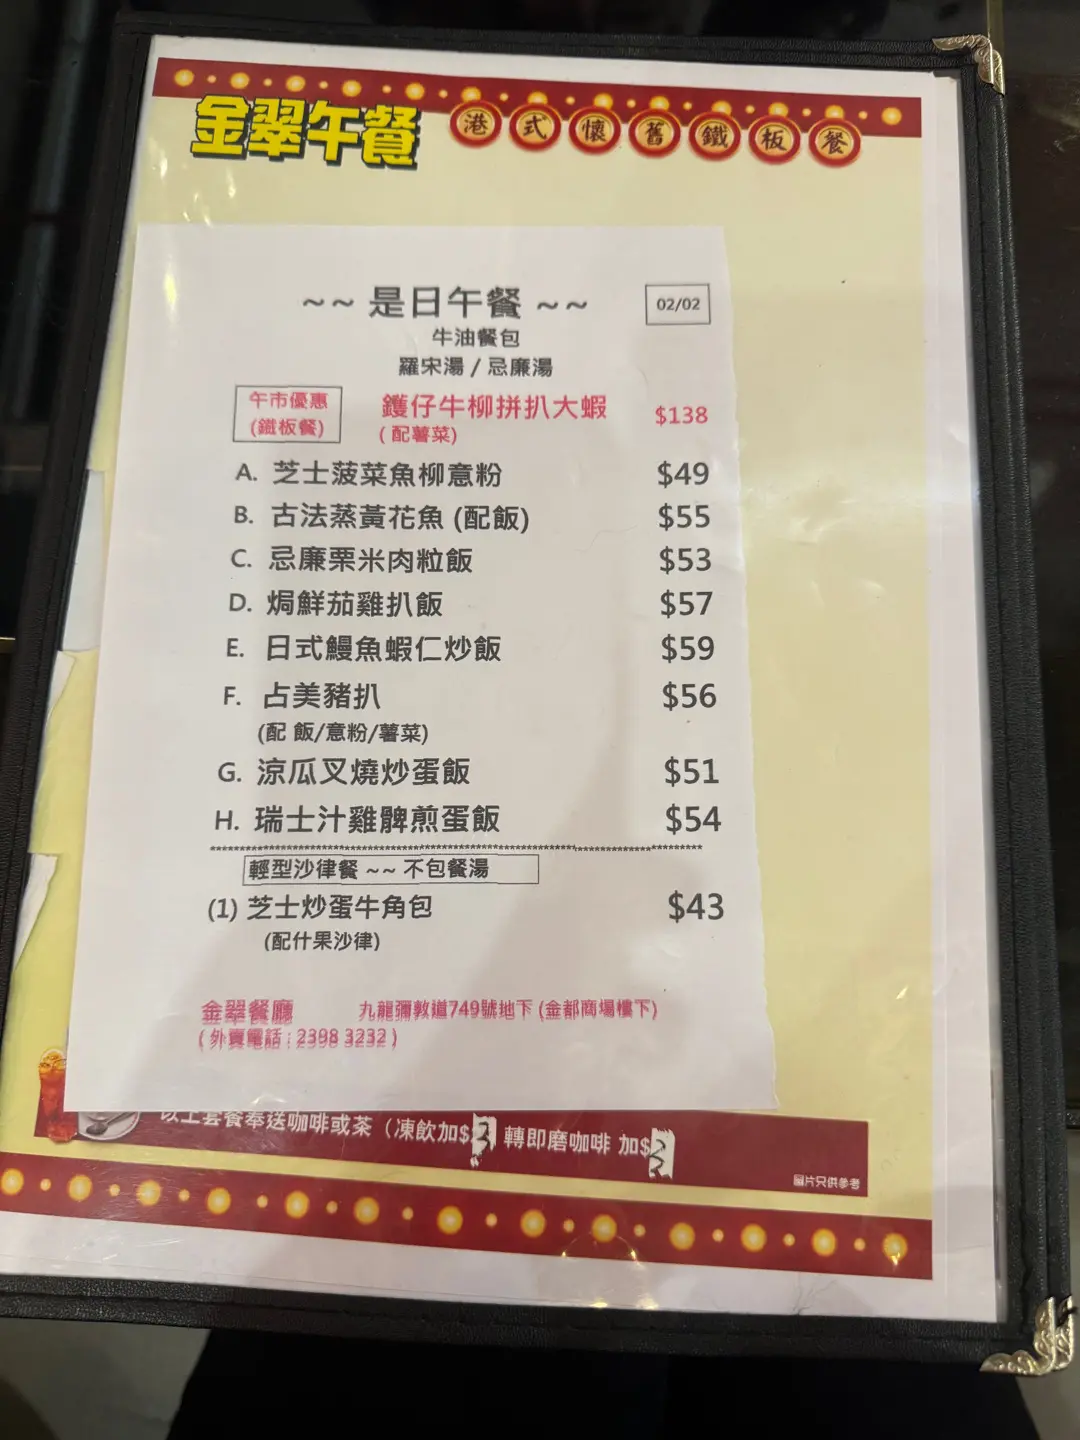 金翠午餐 港式懷舊鐵板餐
~~ 是日午餐 ~~ 02/02
牛油餐包
羅宋湯 / 忌廉湯
午市優惠
(鐵板餐)
鑊仔牛柳拼扒大蝦 $138
(配薯菜)
A. 芝士菠菜魚柳意粉 $49
B. 古法蒸黃花魚 (配飯) $55
C. 忌廉栗米肉粒飯 $53
D. 焗鮮茄雞扒飯 $57
E. 日式鰻魚蝦仁炒飯 $59
F. 占美豬扒 $56
(配 飯/意粉/薯菜)
G. 涼瓜叉燒炒蛋飯 $51
H. 瑞士汁雞髀煎蛋飯 $54
輕型沙律餐 ~~ 不包餐湯
(1) 芝士炒蛋牛角包 $43
(配什果沙律)
金翠餐廳 九龍彌敦道749號地下 (金都商場樓下)
(外賣電話 : 2398 3232 )
以上套餐奉送咖啡或茶（凍飲加$3 轉即磨咖啡 加$
圖片只供參考